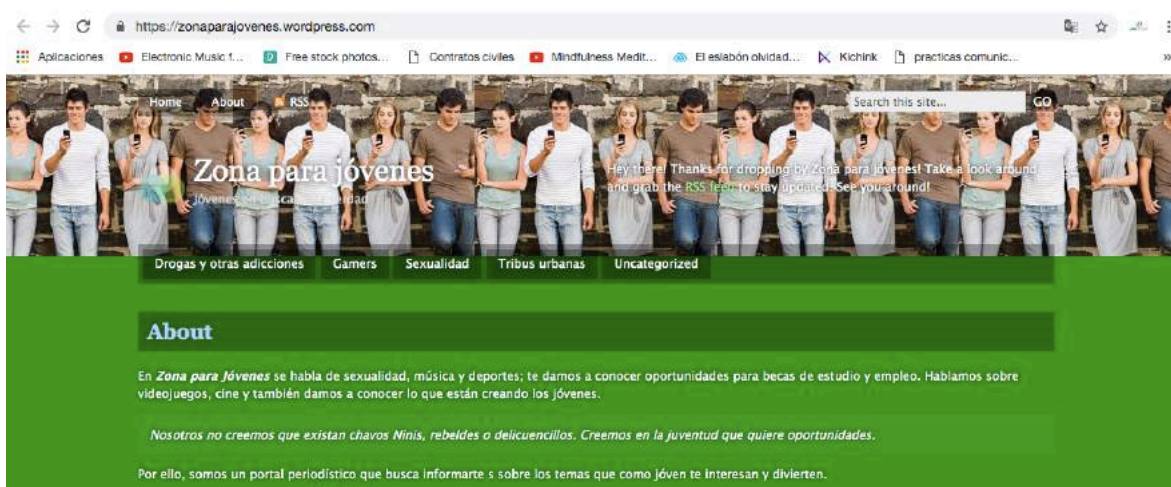 https://zonaparajovenes.wordpress.com
Aplicaciones Electronic Music f... Free stock photos... Contratos civiles Mindfulness Medit... El eslabón olvidad... Kichink practicas comunic... »
Home About RSS Search this site... GO
Zona para jóvenes
Hey there! Thanks for dropping by Zona para jóvenes! Take a look around
and grab the RSS feed to stay updated. See you around!
Jóvenes en busca
Drogas y otras adicciones Gamers Sexualidad Tribus urbanas Uncategorized
About
En Zona para Jóvenes se habla de sexualidad, música y deportes; te damos a conocer oportunidades para becas de estudio y empleo. Hablamos sobre
videojuegos, cine y también damos a conocer lo que están creando los jóvenes.
Nosotros no creemos que existan chavos Ninis, rebeldes o delicuencillos. Creemos en la juventud que quiere oportunidades.
Por ello, somos un portal periodístico que busca informarte s sobre los temas que como jóven te interesan y divierten.